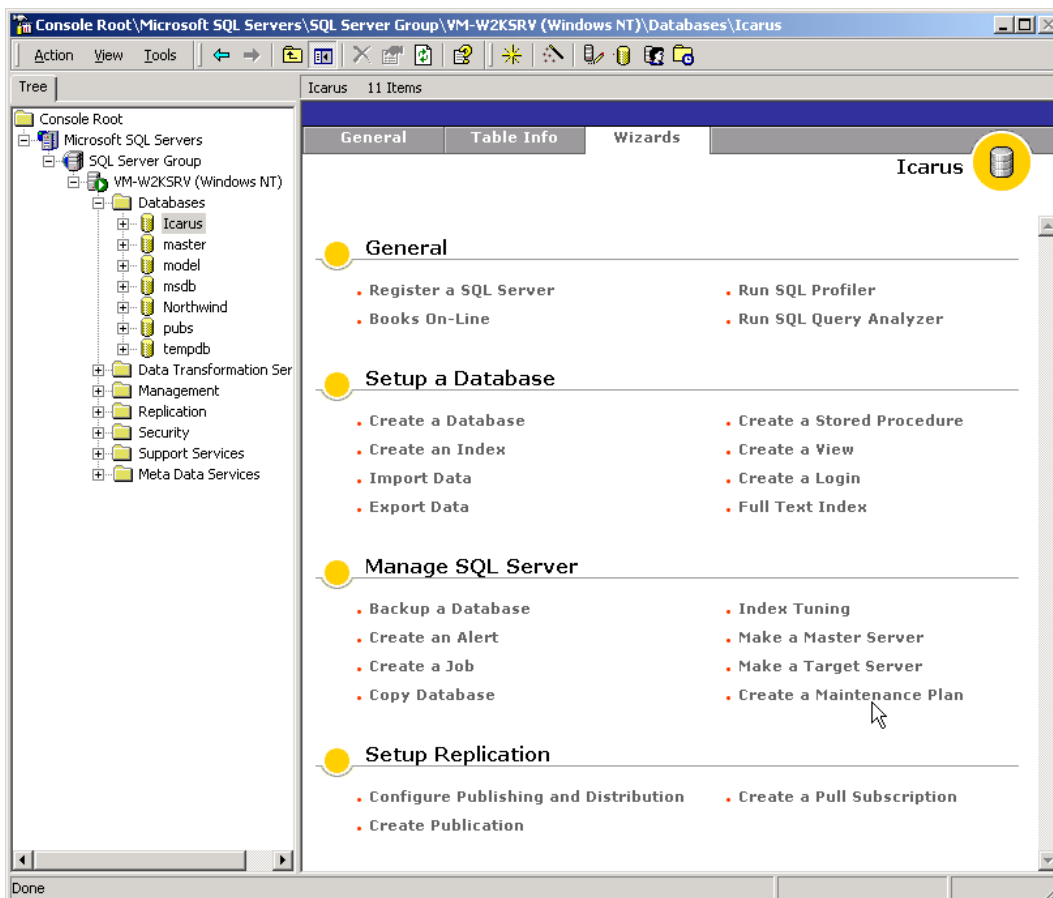 Console Root\Microsoft SQL Servers\SQL Server Group\VM-W2KSRV (Windows NT)\Databases\Icarus
Action View Tools
Tree
Icarus 11 Items
Console Root
Microsoft SQL Servers
SQL Server Group
VM-W2KSRV (Windows NT)
Databases
Icarus
master
model
msdb
Northwind
pubs
tempdb
Data Transformation Ser
Management
Replication
Security
Support Services
Meta Data Services
General Table Info Wizards
Icarus
General
Register a SQL Server Run SQL Profiler
Books On-Line Run SQL Query Analyzer
Setup a Database
Create a Database Create a Stored Procedure
Create an Index Create a View
Import Data Create a Login
Export Data Full Text Index
Manage SQL Server
Backup a Database Index Tuning
Create an Alert Make a Master Server
Create a Job Make a Target Server
Copy Database Create a Maintenance Plan
Setup Replication
Configure Publishing and Distribution Create a Pull Subscription
Create Publication
Done